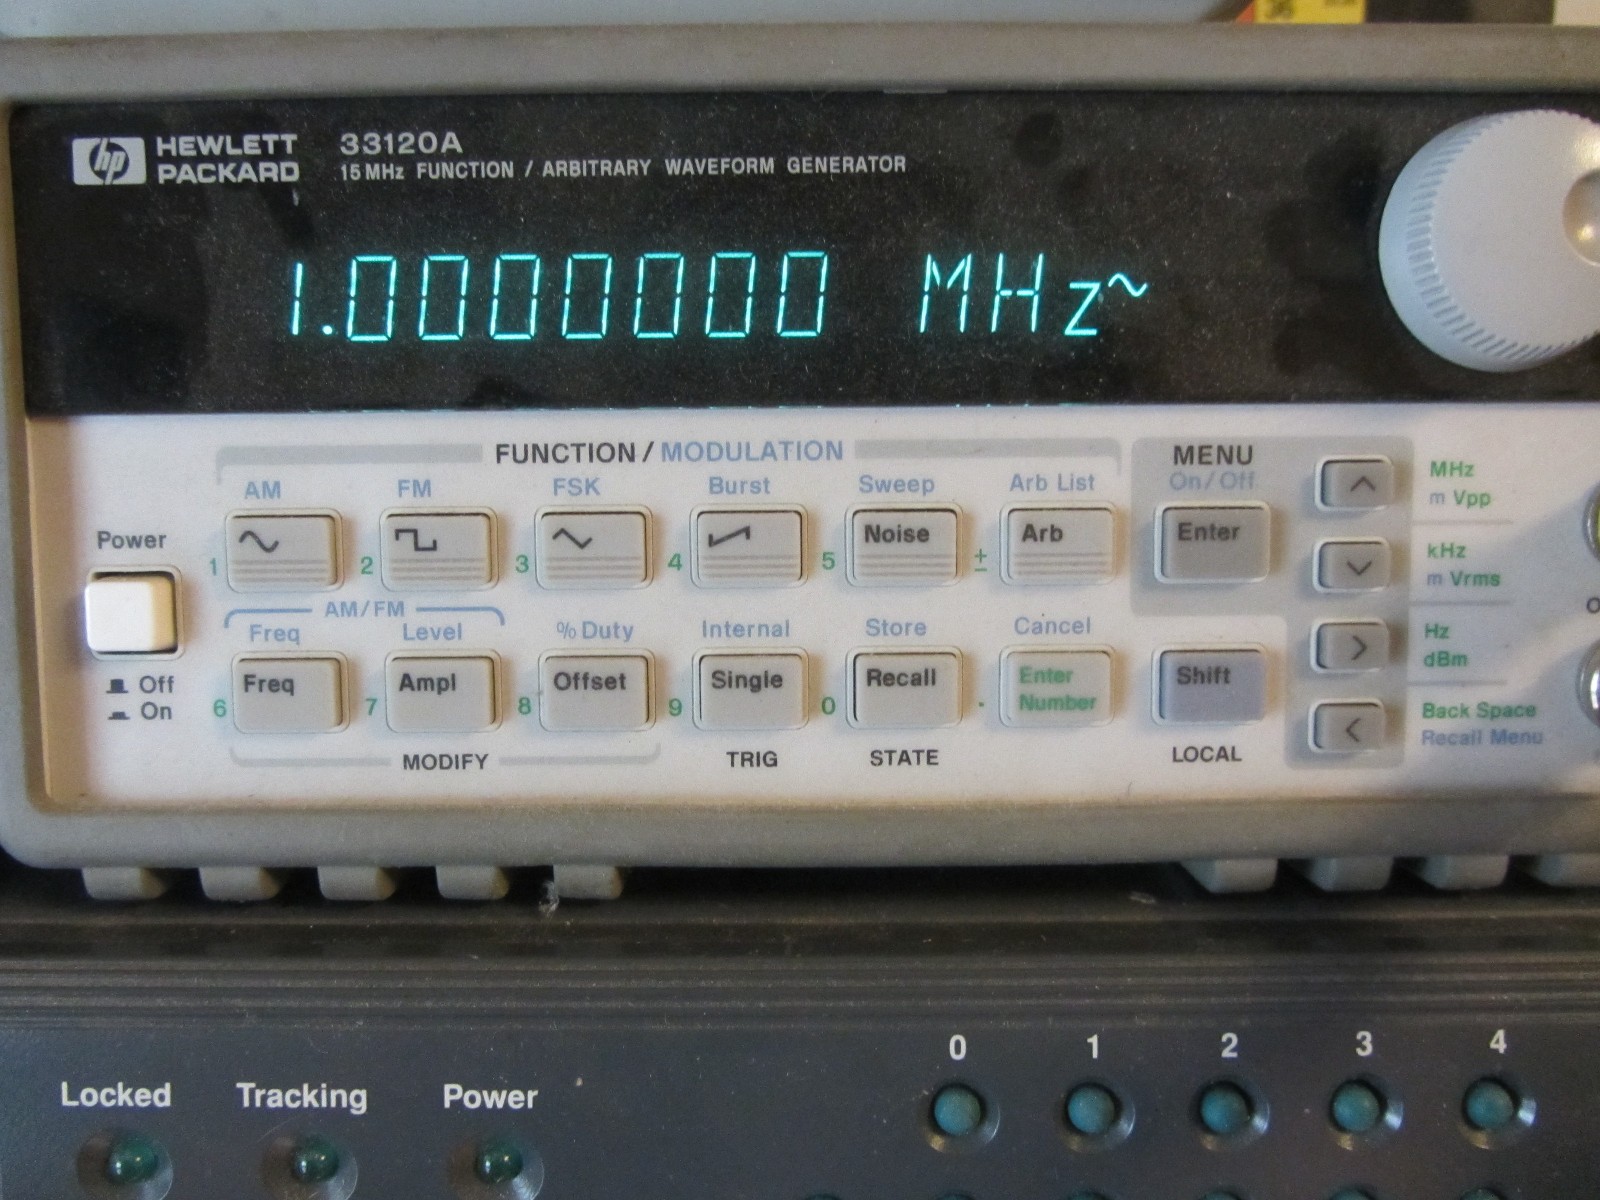 hp HEWLETT PACKARD
33120A
15 MHz FUNCTION / ARBITRARY WAVEFORM GENERATOR
1.0000000 MHz~
FUNCTION / MODULATION
AM FM FSK Burst Sweep Arb List
1 2 3 4 5 Noise ± Arb
AM/FM
Freq Level % Duty Internal Store Cancel
6 Freq 7 Ampl 8 Offset 9 Single 0 Recall . Enter Number
MODIFY TRIG STATE
Power
Off
On
MENU
On/Off
Enter
Shift
LOCAL
MHz
m Vpp
kHz
m Vrms
Hz
dBm
Back Space
Recall Menu
0 1 2 3 4
Locked Tracking Power